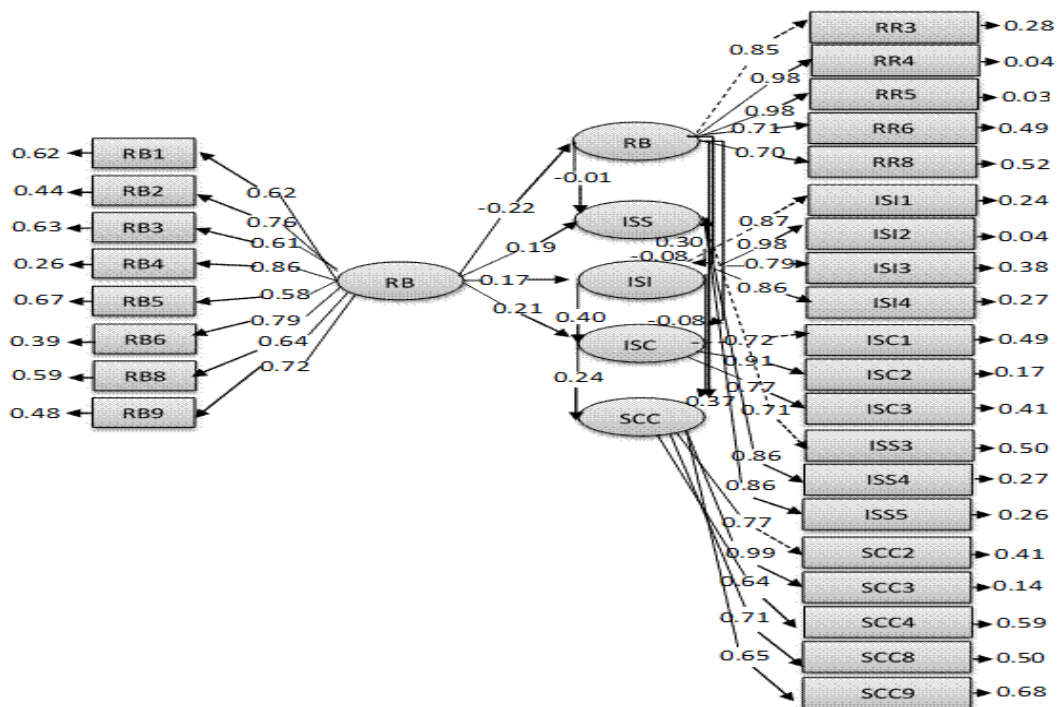 RR3 0.28
0.85
RR4 0.04
0.98
RR5 0.03
0.98
RR6 0.49
0.71
RR8 0.52
0.70
RB
0.62 RB1
0.62
0.44 RB2
0.76
0.63 RB3
0.61
0.26 RB4
0.86
0.67 RB5
0.58
0.39 RB6
0.79
0.59 RB8
0.64
0.48 RB9
0.72
RB
-0.22
0.19
0.17
0.21
-0.01
ISS
0.30
-0.08
ISI
0.40
-0.08
ISC
0.24
0.37
SCC
ISI1 0.24
0.87
ISI2 0.04
0.98
ISI3 0.38
0.79
ISI4 0.27
0.86
ISC1 0.49
0.72
ISC2 0.17
0.91
ISC3 0.41
0.77
ISS3 0.50
0.71
ISS4 0.27
0.86
ISS5 0.26
0.86
SCC2 0.41
0.77
SCC3 0.14
0.99
SCC4 0.59
0.64
SCC8 0.50
0.71
SCC9 0.68
0.65